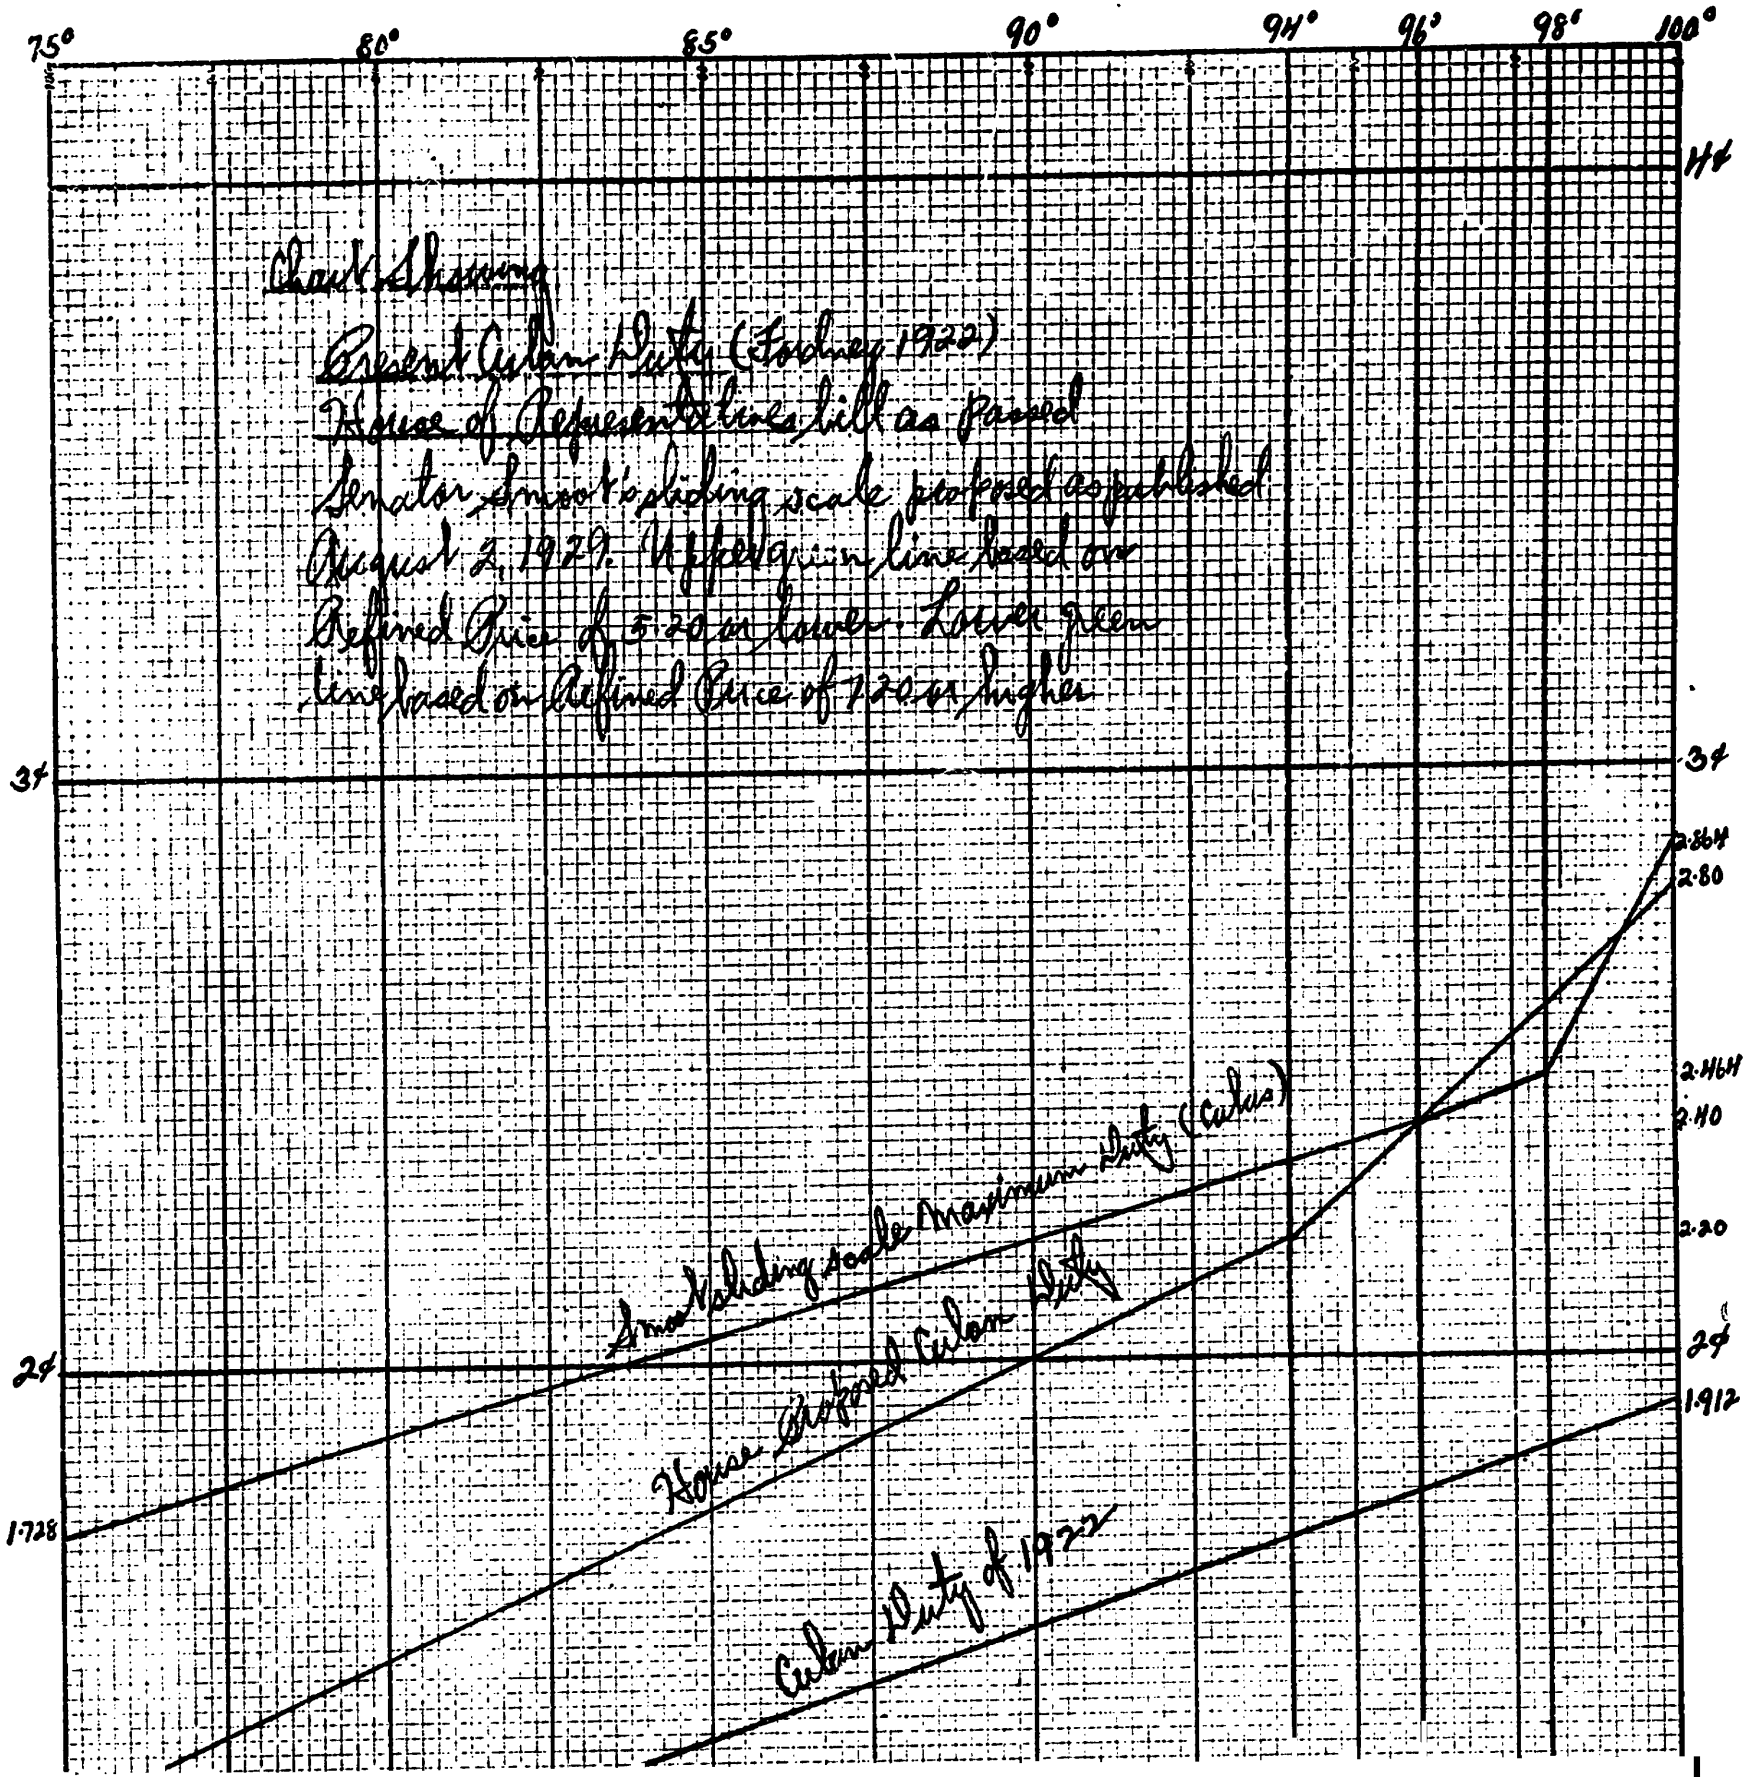 75° 80° 85° 90° 94° 96° 98° 100°
4¢
Chart Showing
Present Cuban Duty (Fordney 1922)
House of Representatives bill as passed
Senator Smoot's sliding scale proposed as published
August 2, 1929. Upper green line based on
Refined Price of 5.20 or lower. Lower green
line based on Refined Price of 7.20 or higher
3¢ 3¢
2.864
2.80
2.464
2.40
Smoot sliding scale Maximum Duty (Cubas)
2.20
House Proposed Cuban Duty
2¢ 2¢
1.912
1.728
Cuban Duty of 1922